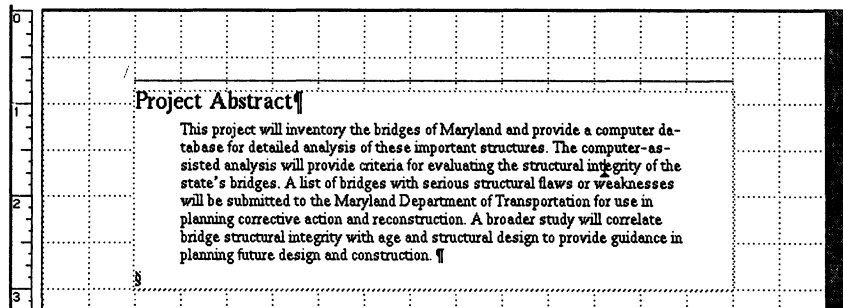 0
Project Abstract¶
1
This project will inventory the bridges of Maryland and provide a computer da-
tabase for detailed analysis of these important structures. The computer-as-
sisted analysis will provide criteria for evaluating the structural integrity of the
state's bridges. A list of bridges with serious structural flaws or weaknesses
2
will be submitted to the Maryland Department of Transportation for use in
planning corrective action and reconstruction. A broader study will correlate
bridge structural integrity with age and structural design to provide guidance in
planning future design and construction. ¶
§
3